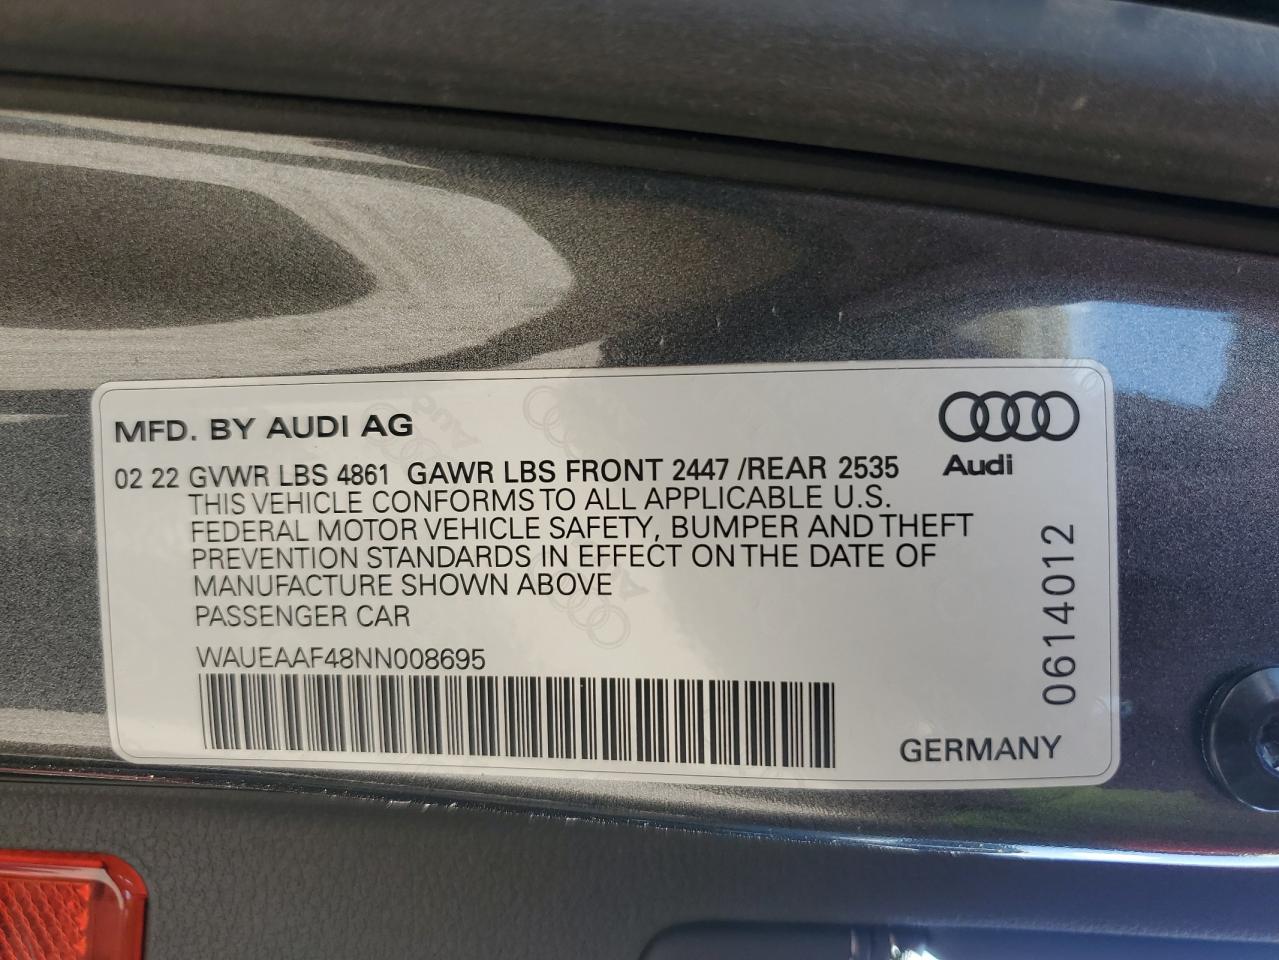 MFD. BY AUDI AG
Audi
02 22 GVWR LBS 4861 GAWR LBS FRONT 2447 /REAR 2535
THIS VEHICLE CONFORMS TO ALL APPLICABLE U.S.
FEDERAL MOTOR VEHICLE SAFETY, BUMPER AND THEFT
PREVENTION STANDARDS IN EFFECT ON THE DATE OF
MANUFACTURE SHOWN ABOVE
PASSENGER CAR
WAUEAAF48NN008695
0614012
GERMANY